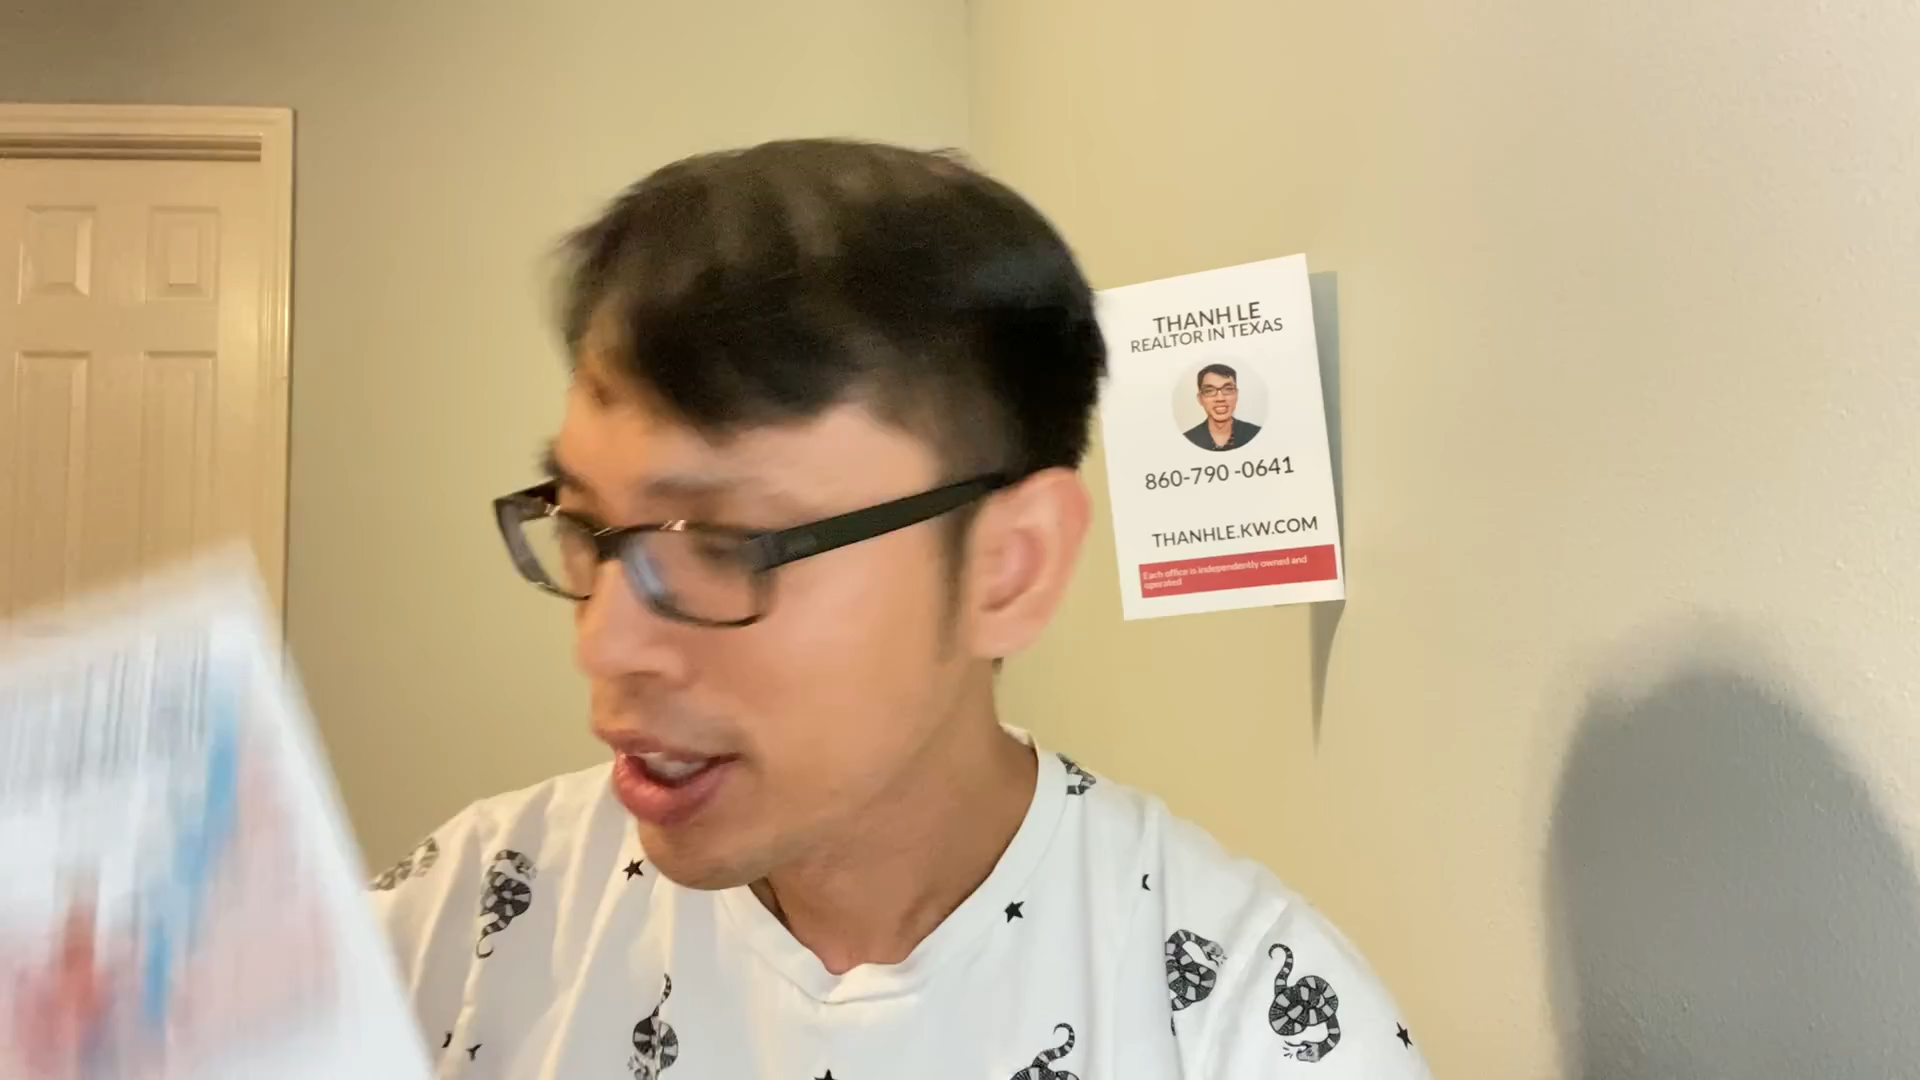 THANH LE
REALTOR IN TEXAS
860-790 -0641
THANHLE.KW.COM
Each office is independently owned and
operated